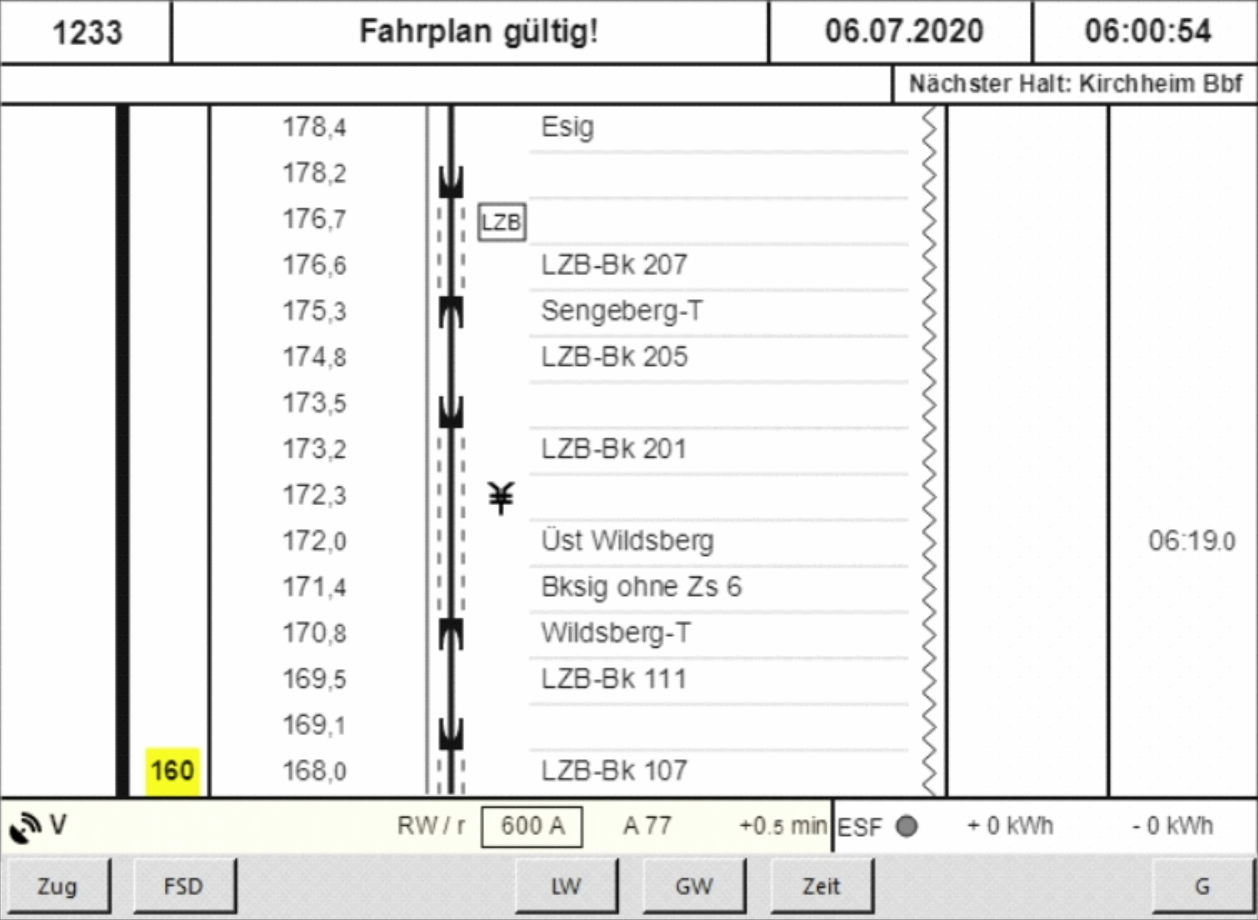 1233 Fahrplan gültig! 06.07.2020 06:00:54
Nächster Halt: Kirchheim Bbf
178,4 Esig
178,2
176,7 LZB
176,6 LZB-Bk 207
175,3 Sengeberg-T
174,8 LZB-Bk 205
173,5
173,2 LZB-Bk 201
172,3 ¥
172,0 Üst Wildsberg 06:19.0
171,4 Bksig ohne Zs 6
170,8 Wildsberg-T
169,5 LZB-Bk 111
169,1
160 168,0 LZB-Bk 107
V RW / r 600 A A 77 +0.5 min ESF + 0 kWh - 0 kWh
Zug FSD LW GW Zeit G